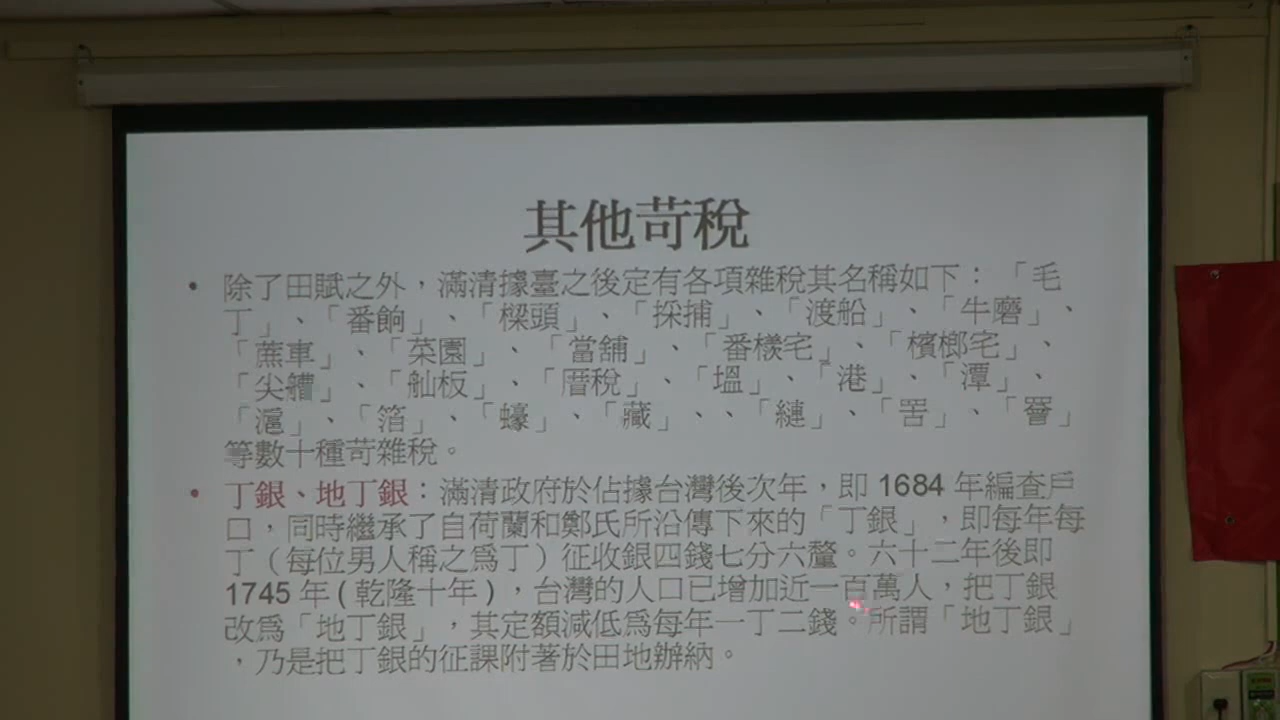 其他苛稅
• 除了田賦之外，滿清據臺之後定有各項雜稅其名稱如下：「毛
丁」、「番餉」、「樑頭」、「採捕」、「渡船」、「牛磨」、
「蔗車」、「菜園」、「當舖」、「番檨宅」、「檳榔宅」、
「尖艚」、「舢板」、「厝稅」、「塭」、「港」、「潭」、
「滬」、「箔」、「蠔」、「藏」、、「縺」、「罟」、「䈑」
等數十種苛雜稅。
• 丁銀、地丁銀：滿清政府於佔據台灣後次年，即 1684 年編查戶
口，同時繼承了自荷蘭和鄭氏所沿傳下來的「丁銀」，即每年每
丁（每位男人稱之爲丁）征收銀四錢七分六釐。六十二年後即
1745 年 ( 乾隆十年 ) ，台灣的人口已增加近一百萬人，把丁銀
改爲「地丁銀」，其定額減低爲每年一丁二錢。所謂「地丁銀」
，乃是把丁銀的征課附著於田地辦納。